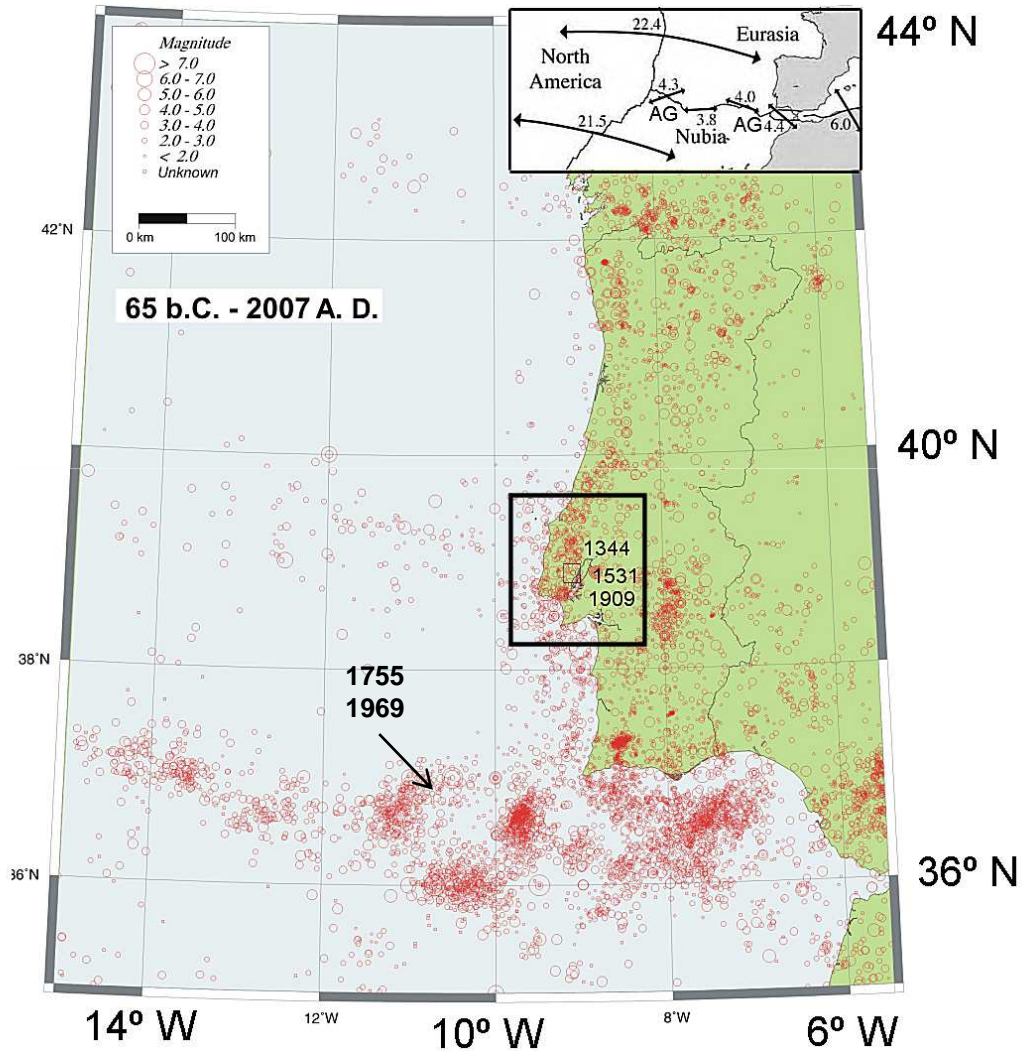 Magnitude
> 7.0
6.0 - 7.0
5.0 - 6.0
4.0 - 5.0
3.0 - 4.0
2.0 - 3.0
< 2.0
Unknown
0 km 100 km
65 b.C. - 2007 A. D.
22.4
Eurasia
North
America
4.3
4.0
AG
3.8
AG
4.4
21.5
Nubia
6.0
44º N
42˚N
40º N
1344
1531
1909
38˚N
1755
1969
36˚N
36º N
14º W
12˚W
10º W
8˚W
6º W